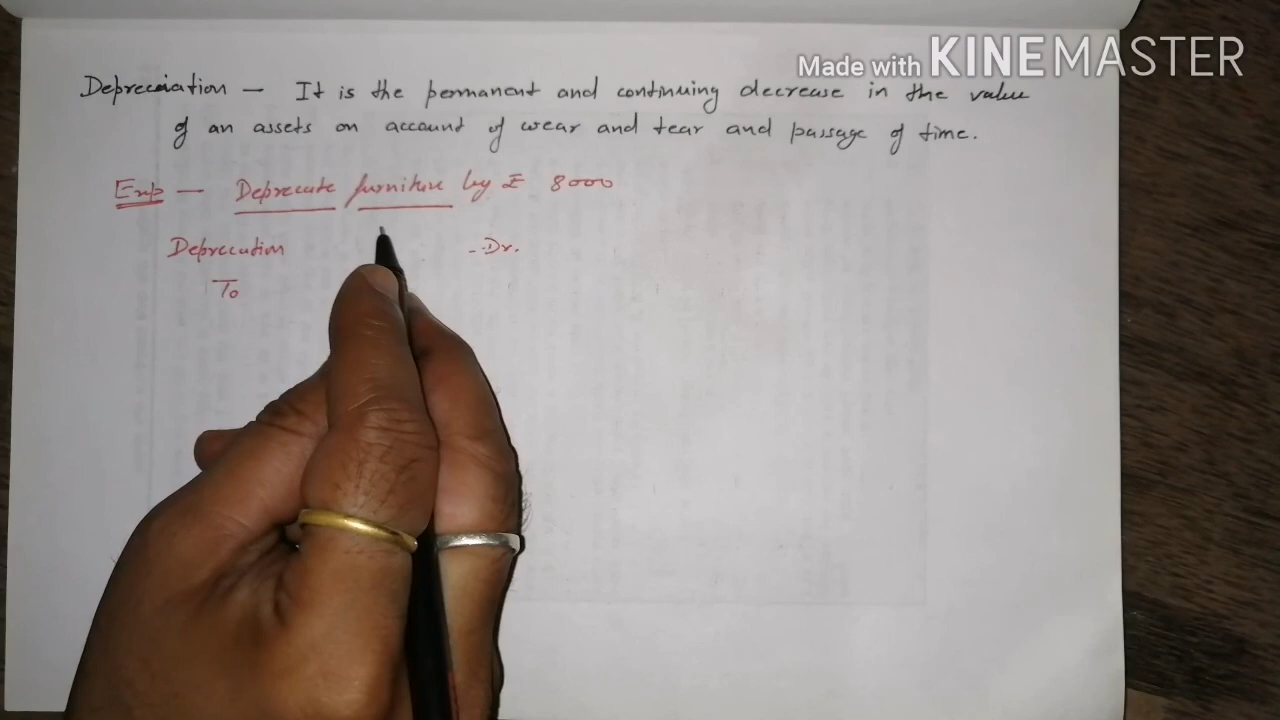 Made with KINEMASTER
Depreciation — It is the permanent and continuing decrease in the value
of an assets on account of wear and tear and passage of time.
Exp — Deprecate furniture by ₹ 8000
Depreciation - Dr.
To